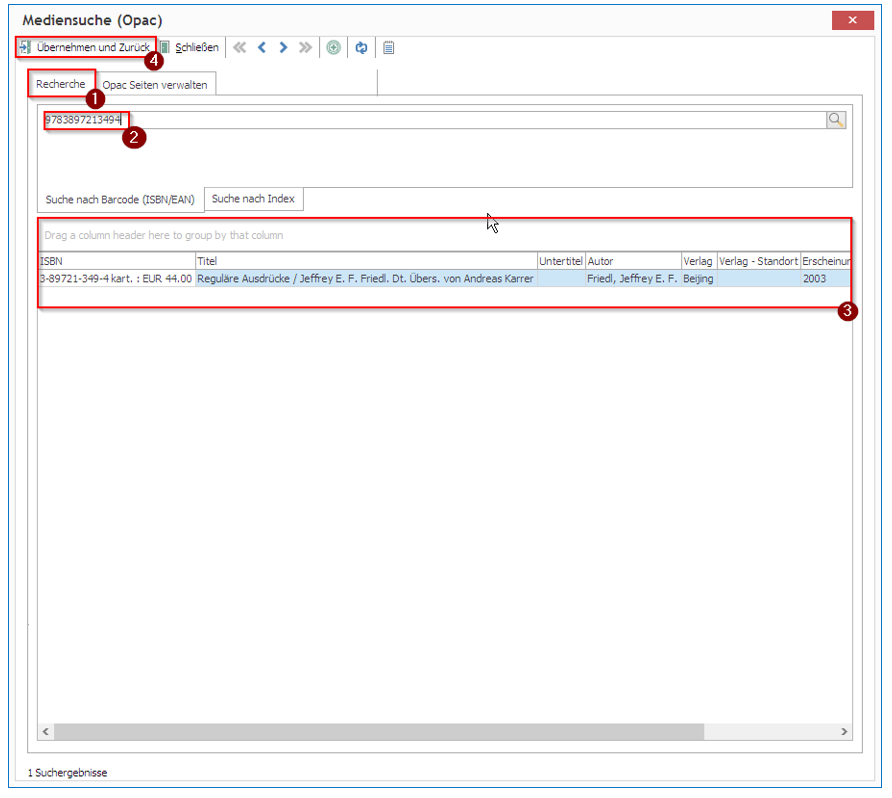 Mediensuche (Opac)
Übernehmen und Zurück Schließen
4
Recherche Opac Seiten verwalten
1
9783897213494
2
Suche nach Barcode (ISBN/EAN) Suche nach Index
Drag a column header here to group by that column
ISBN Titel Untertitel Autor Verlag Verlag - Standort Erscheinur
3-89721-349-4 kart. : EUR 44.00 Reguläre Ausdrücke / Jeffrey E. F. Friedl. Dt. Übers. von Andreas Karrer Friedl, Jeffrey E. F. Beijing 2003
3
1 Suchergebnisse